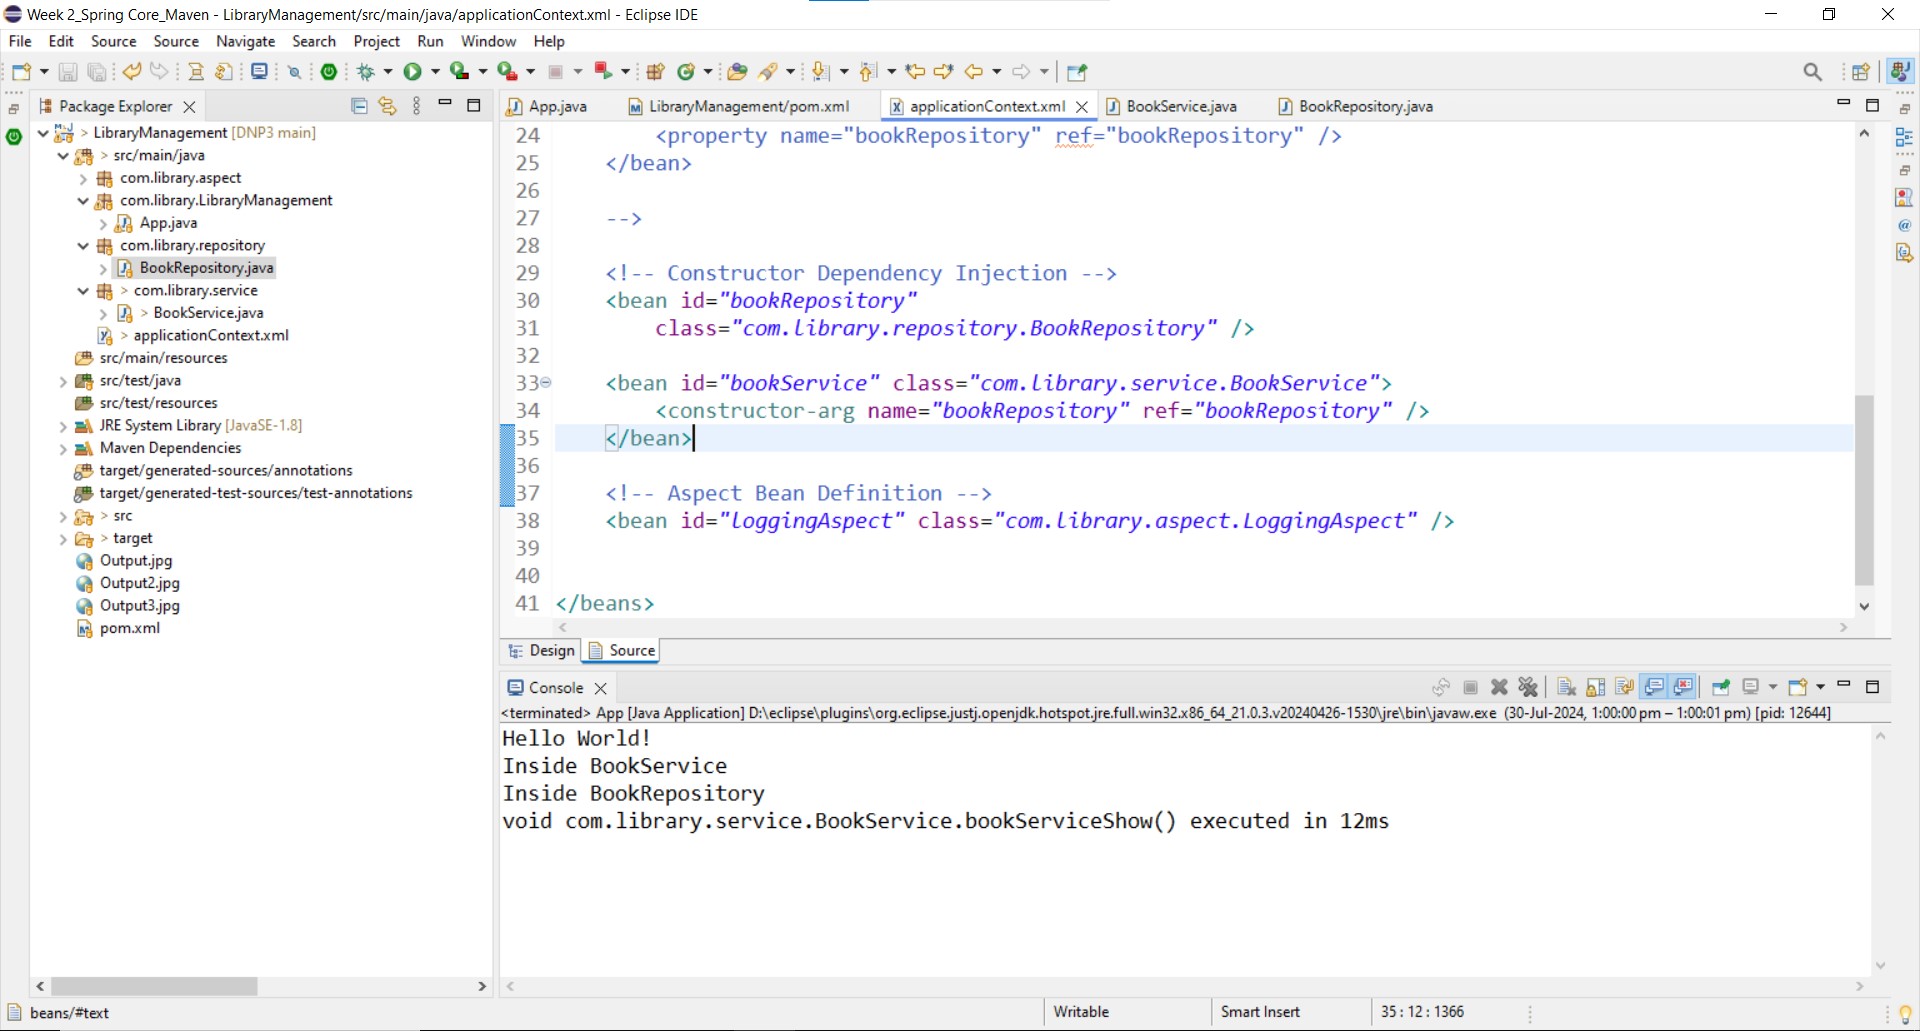 Week 2_Spring Core_Maven - LibraryManagement/src/main/java/applicationContext.xml - Eclipse IDE
File Edit Source Source Navigate Search Project Run Window Help
Package Explorer
> LibraryManagement [DNP3 main]
> src/main/java
com.library.aspect
com.library.LibraryManagement
App.java
com.library.repository
BookRepository.java
> com.library.service
> BookService.java
> applicationContext.xml
src/main/resources
src/test/java
src/test/resources
JRE System Library [JavaSE-1.8]
Maven Dependencies
target/generated-sources/annotations
target/generated-test-sources/test-annotations
> src
> target
Output.jpg
Output2.jpg
Output3.jpg
pom.xml
App.java LibraryManagement/pom.xml applicationContext.xml BookService.java BookRepository.java
24 <property name="bookRepository" ref="bookRepository" />
25 </bean>
26
27 -->
28
29 <!-- Constructor Dependency Injection -->
30 <bean id="bookRepository"
31 class="com.library.repository.BookRepository" />
32
33 <bean id="bookService" class="com.library.service.BookService">
34 <constructor-arg name="bookRepository" ref="bookRepository" />
35 </bean>
36
37 <!-- Aspect Bean Definition -->
38 <bean id="loggingAspect" class="com.library.aspect.LoggingAspect" />
39
40
41 </beans>
Design Source
Console
<terminated> App [Java Application] D:\eclipse\plugins\org.eclipse.justj.openjdk.hotspot.jre.full.win32.x86_64_21.0.3.v20240426-1530\jre\bin\javaw.exe (30-Jul-2024, 1:00:00 pm – 1:00:01 pm) [pid: 12644]
Hello World!
Inside BookService
Inside BookRepository
void com.library.service.BookService.bookServiceShow() executed in 12ms
beans/#text Writable Smart Insert 35 : 12 : 1366